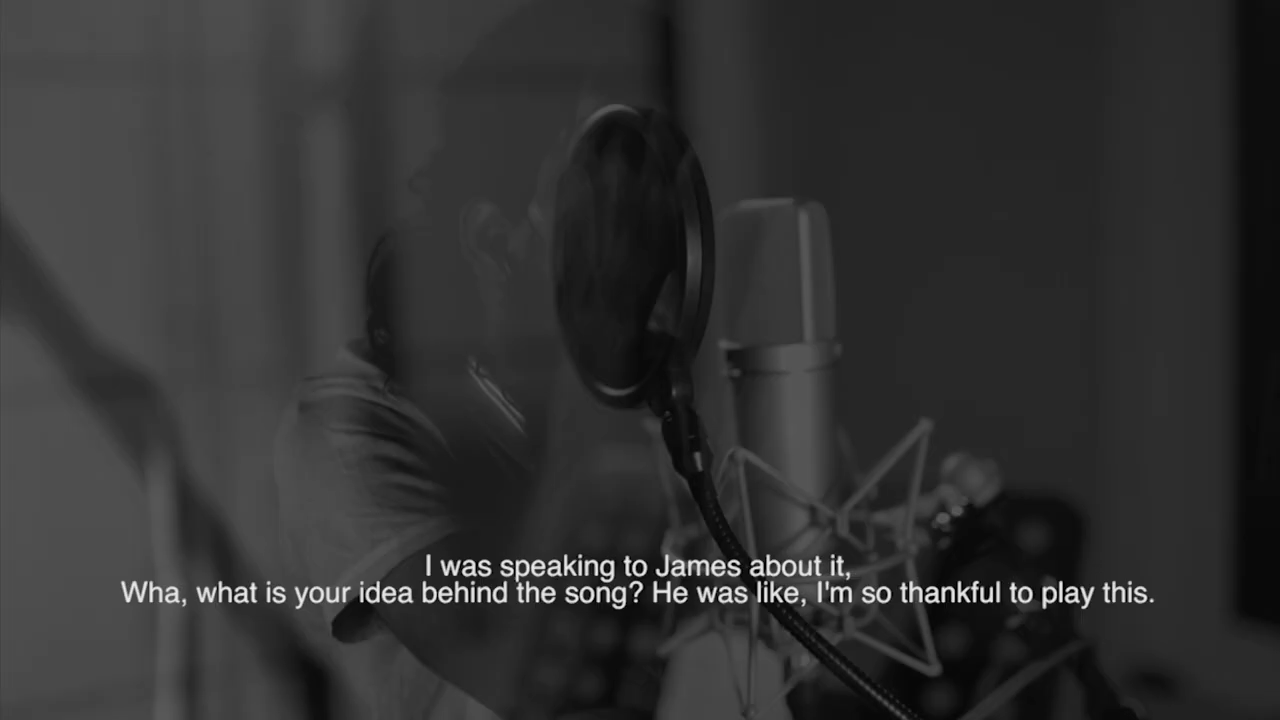 I was speaking to James about it,
Wha, what is your idea behind the song? He was like, I'm so thankful to play this.